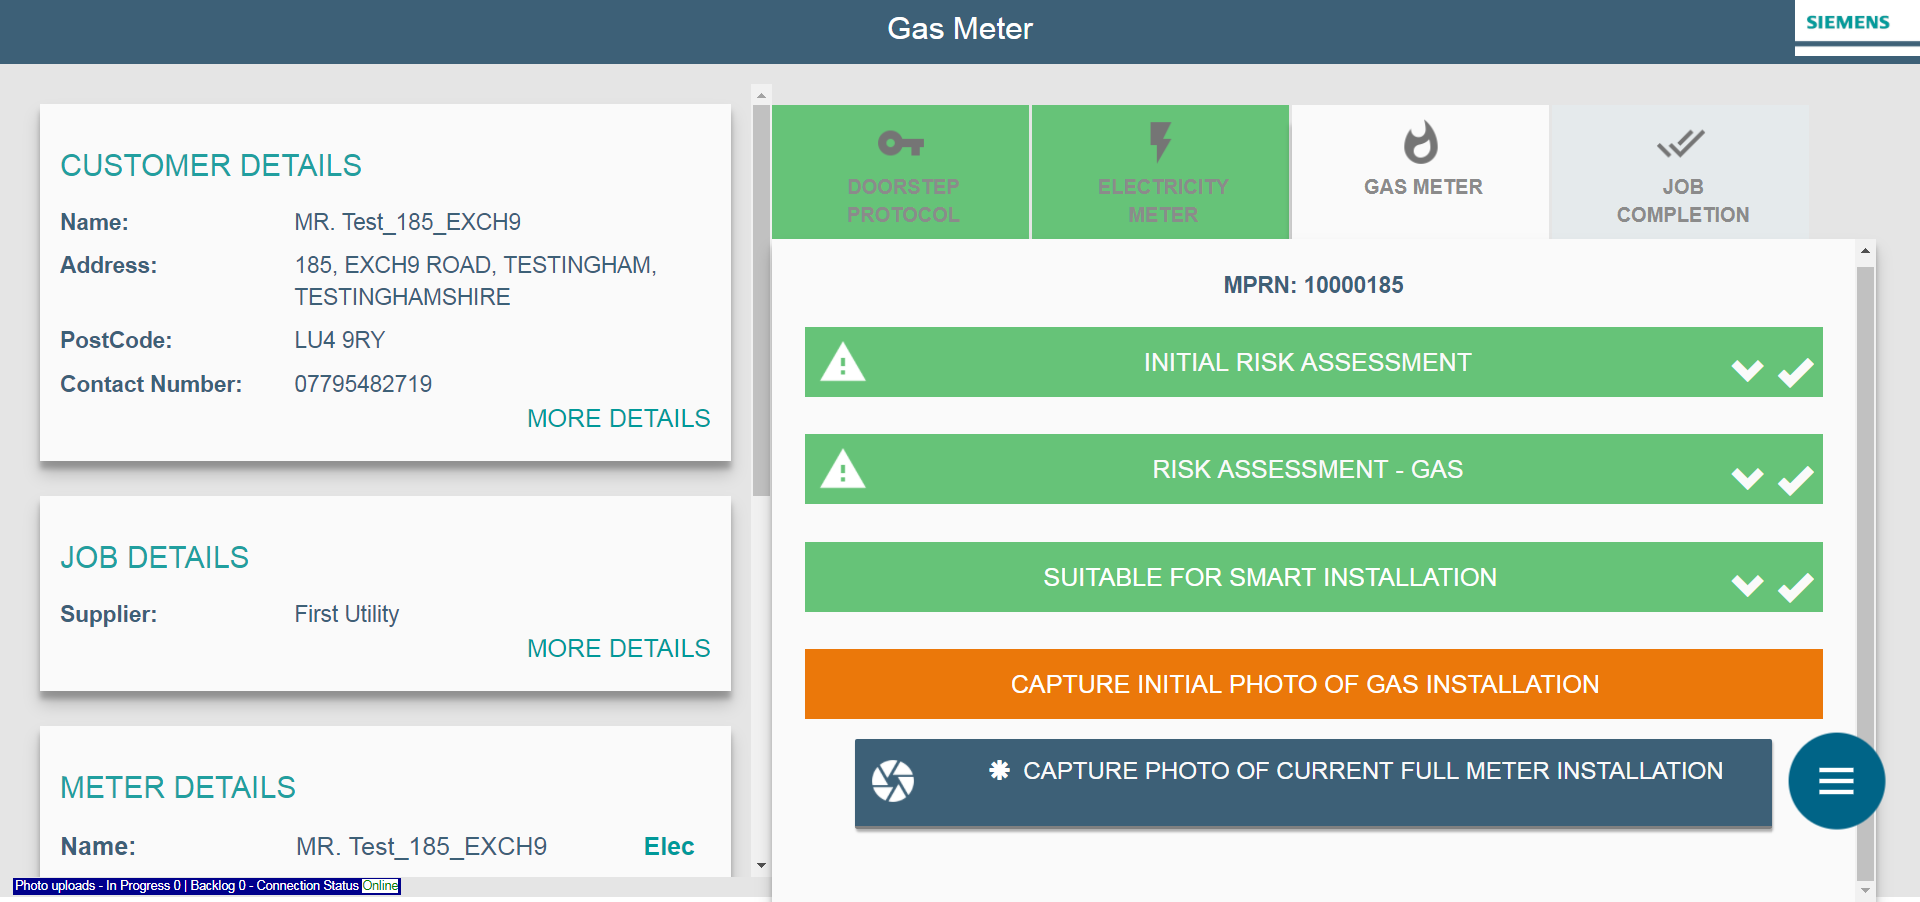 Gas Meter
SIEMENS
CUSTOMER DETAILS
Name: MR. Test_185_EXCH9
Address: 185, EXCH9 ROAD, TESTINGHAM,
TESTINGHAMSHIRE
PostCode: LU4 9RY
Contact Number: 07795482719
MORE DETAILS
JOB DETAILS
Supplier: First Utility
MORE DETAILS
METER DETAILS
Name: MR. Test_185_EXCH9 Elec
Photo uploads - In Progress 0 | Backlog 0 - Connection Status Online
DOORSTEP
PROTOCOL
ELECTRICITY
METER
GAS METER
JOB
COMPLETION
MPRN: 10000185
INITIAL RISK ASSESSMENT
RISK ASSESSMENT - GAS
SUITABLE FOR SMART INSTALLATION
CAPTURE INITIAL PHOTO OF GAS INSTALLATION
✱ CAPTURE PHOTO OF CURRENT FULL METER INSTALLATION